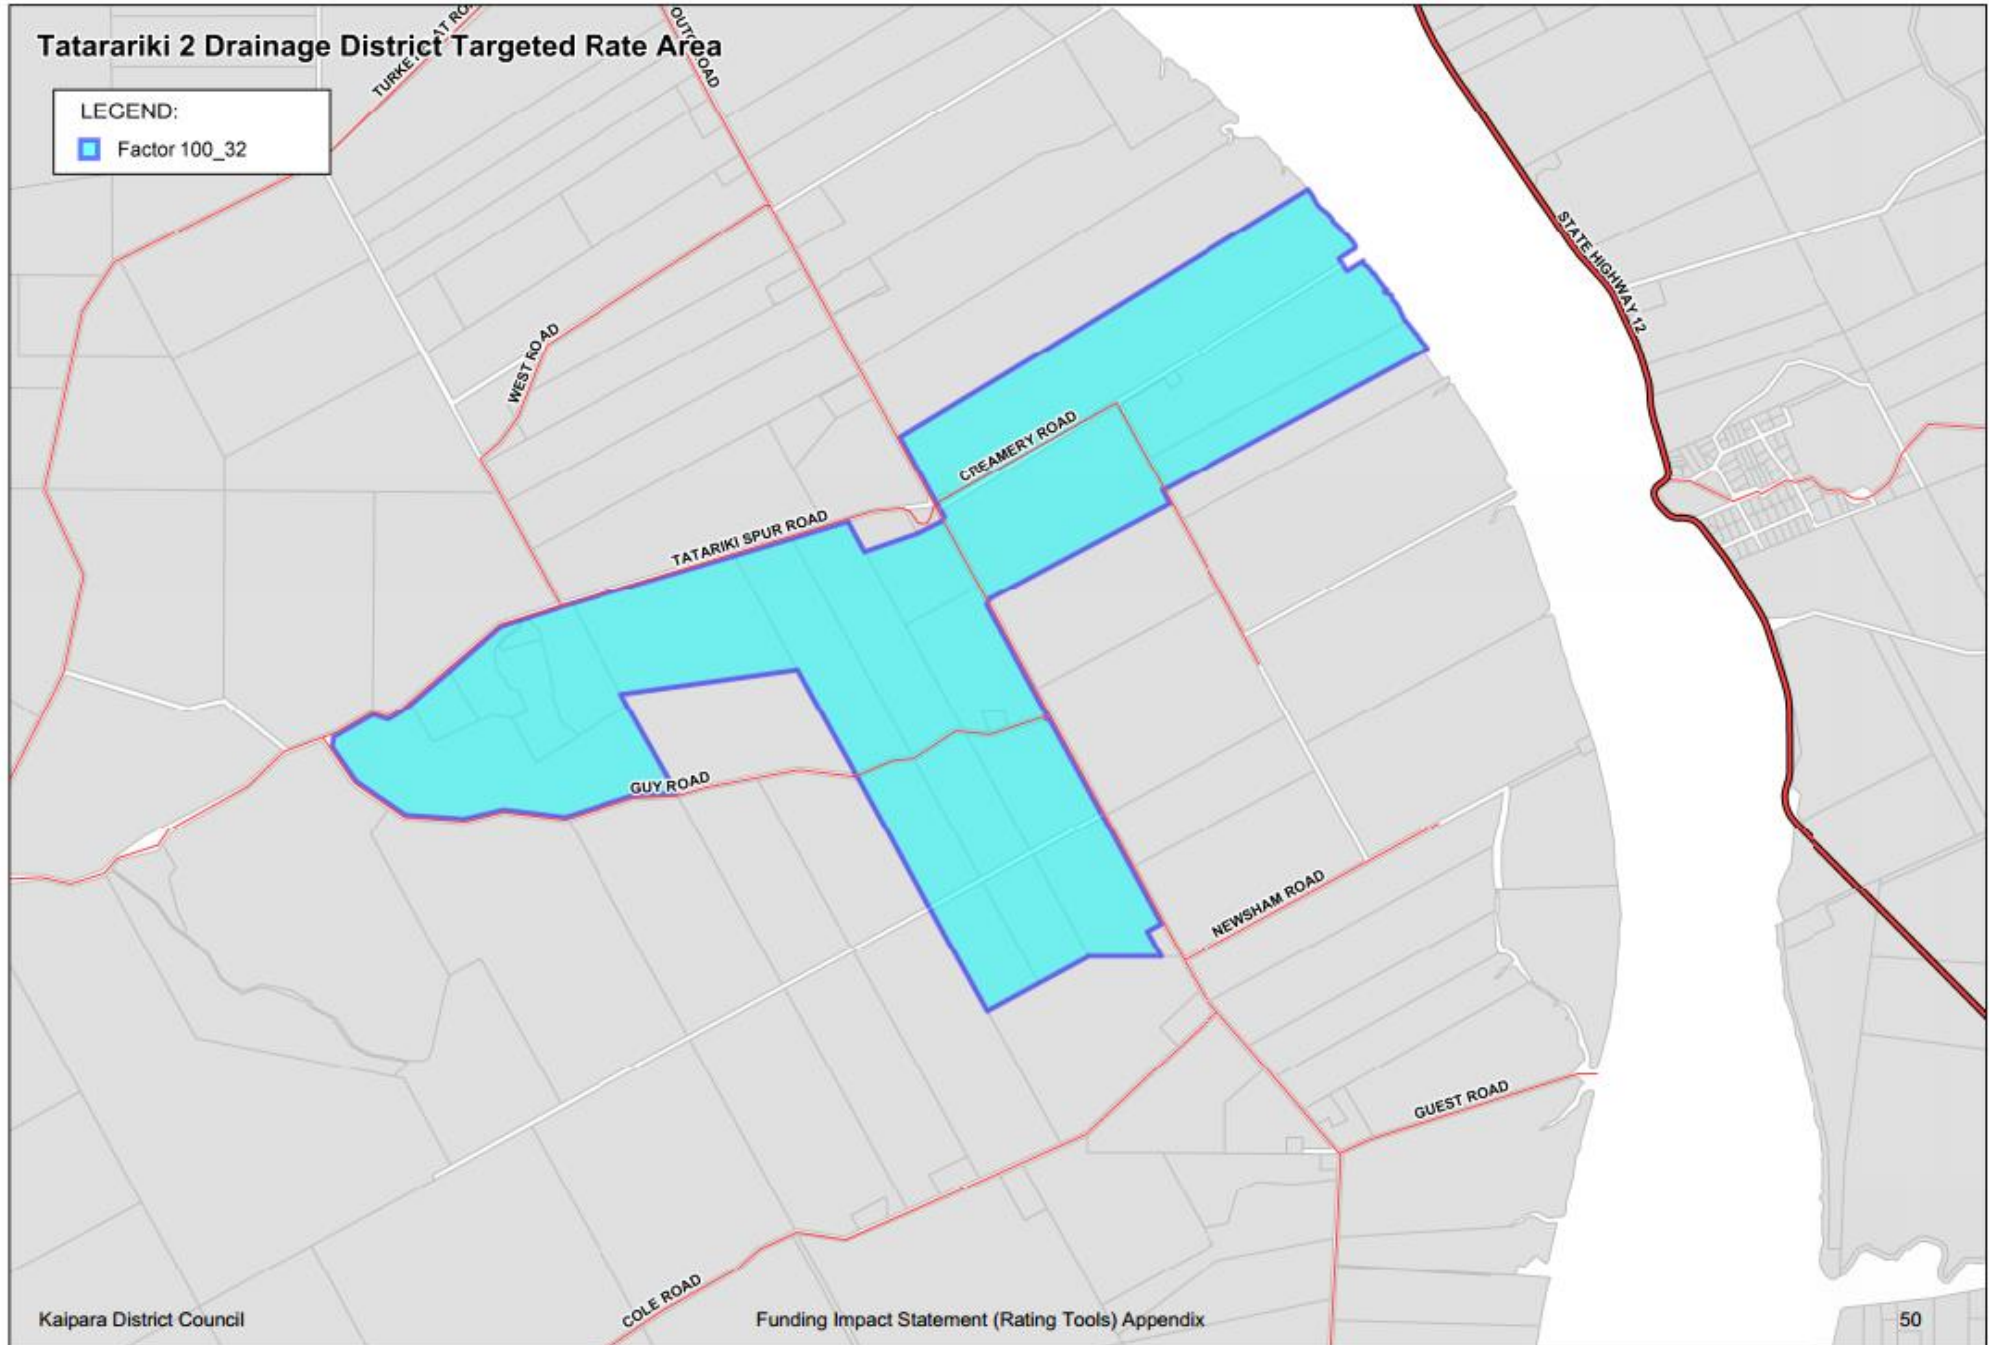 Tatarariki 2 Drainage District Targeted Rate Area
LEGEND:
Factor 100_32
STATE HIGHWAY 12
WEST ROAD
CREAMERY ROAD
TATARIKI SPUR ROAD
GUY ROAD
NEWSHAM ROAD
GUEST ROAD
COLE ROAD
Kaipara District Council
Funding Impact Statement (Rating Tools) Appendix
50